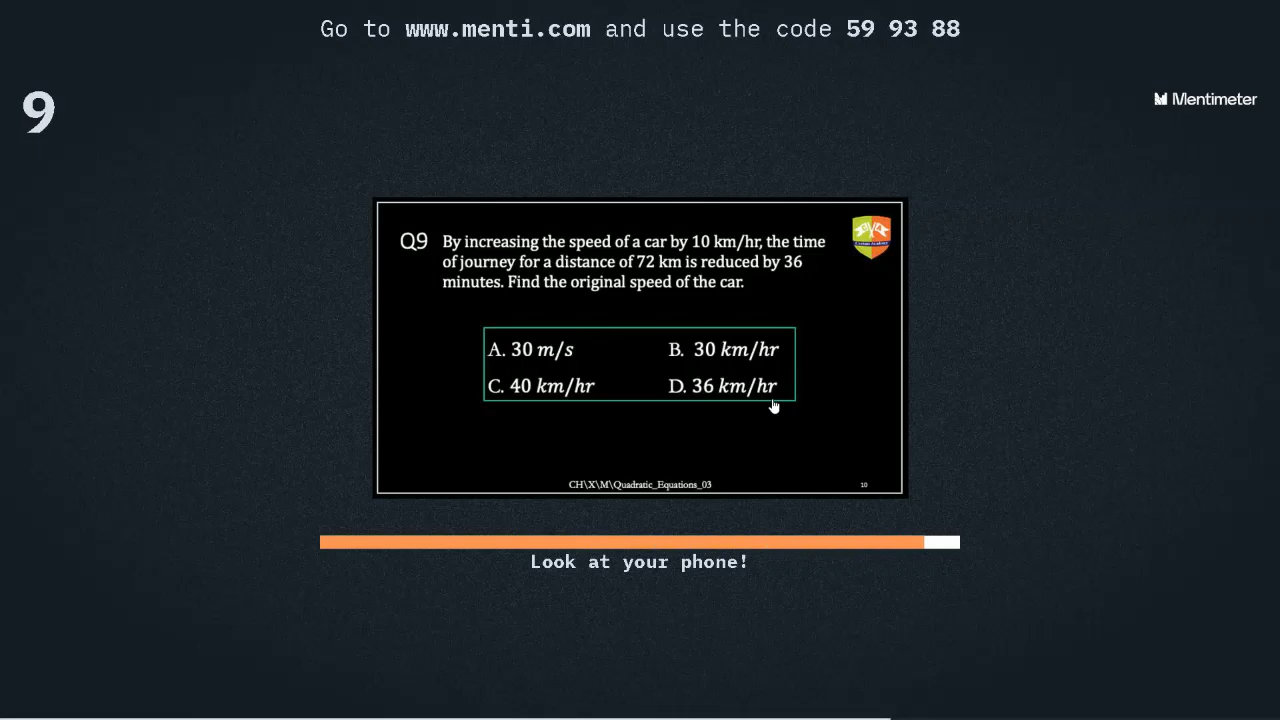 Go to www.menti.com and use the code 59 93 88
9
Mentimeter
Q9 By increasing the speed of a car by 10 km/hr, the time
of journey for a distance of 72 km is reduced by 36
minutes. Find the original speed of the car.
A. 30 m/s B. 30 km/hr
C. 40 km/hr D. 36 km/hr
CH\X\M\Quadratic_Equations_03 10
Look at your phone!